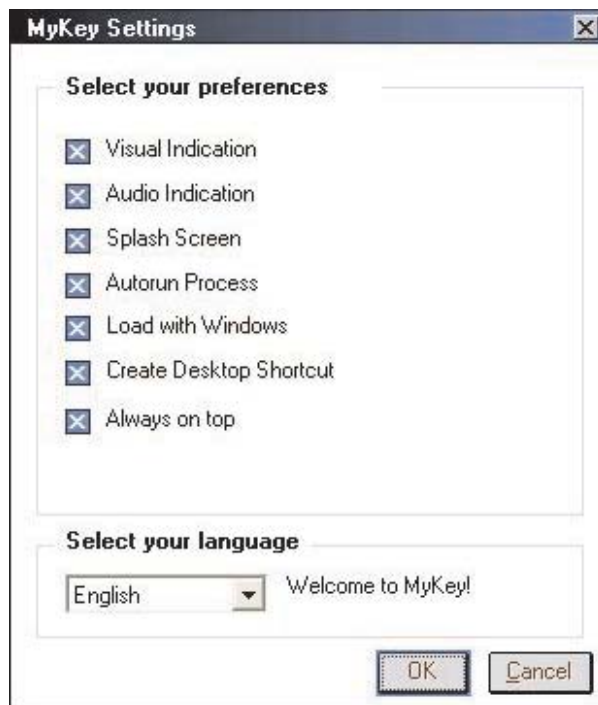 MyKey Settings
Select your preferences
Visual Indication
Audio Indication
Splash Screen
Autorun Process
Load with Windows
Create Desktop Shortcut
Always on top
Select your language
English
Welcome to MyKey!
OK
Cancel